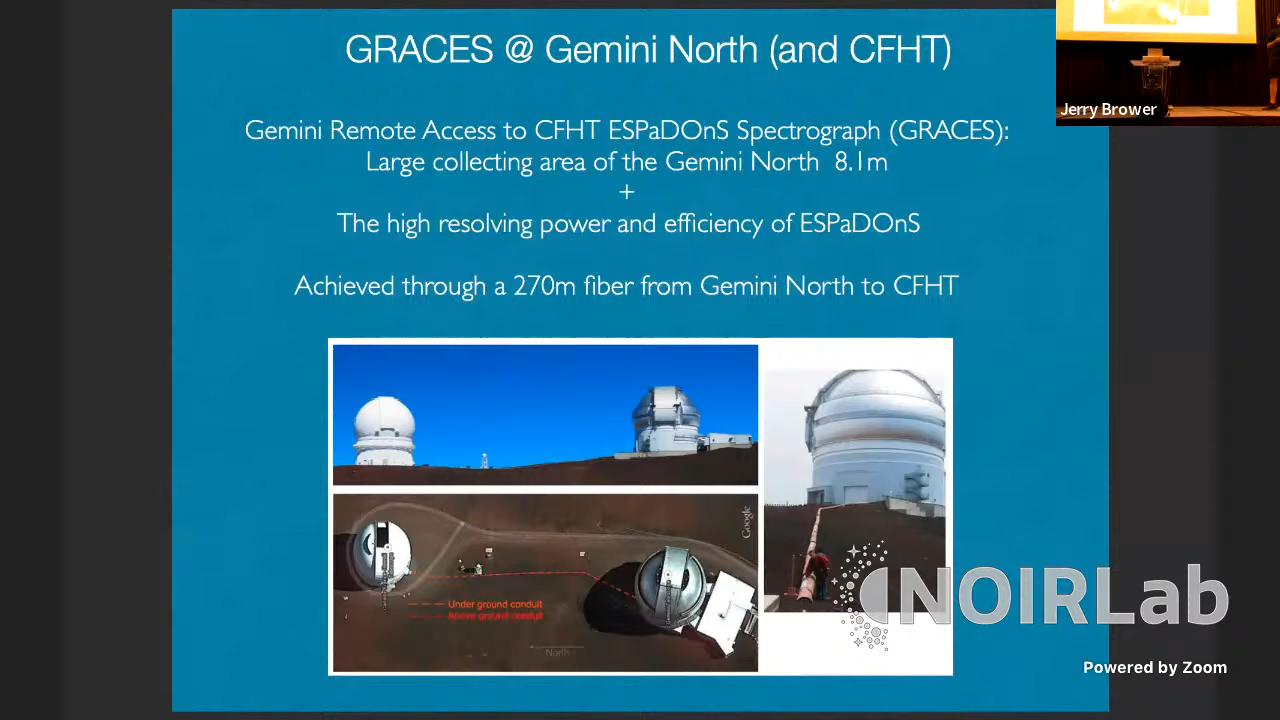 GRACES @ Gemini North (and CFHT)
Jerry Brower
Gemini Remote Access to CFHT ESPaDOnS Spectrograph (GRACES):
Large collecting area of the Gemini North 8.1m
+
The high resolving power and efficiency of ESPaDOnS
Achieved through a 270m fiber from Gemini North to CFHT
Google
Under ground conduit
Above ground conduit
North
NOIRLab
Powered by Zoom